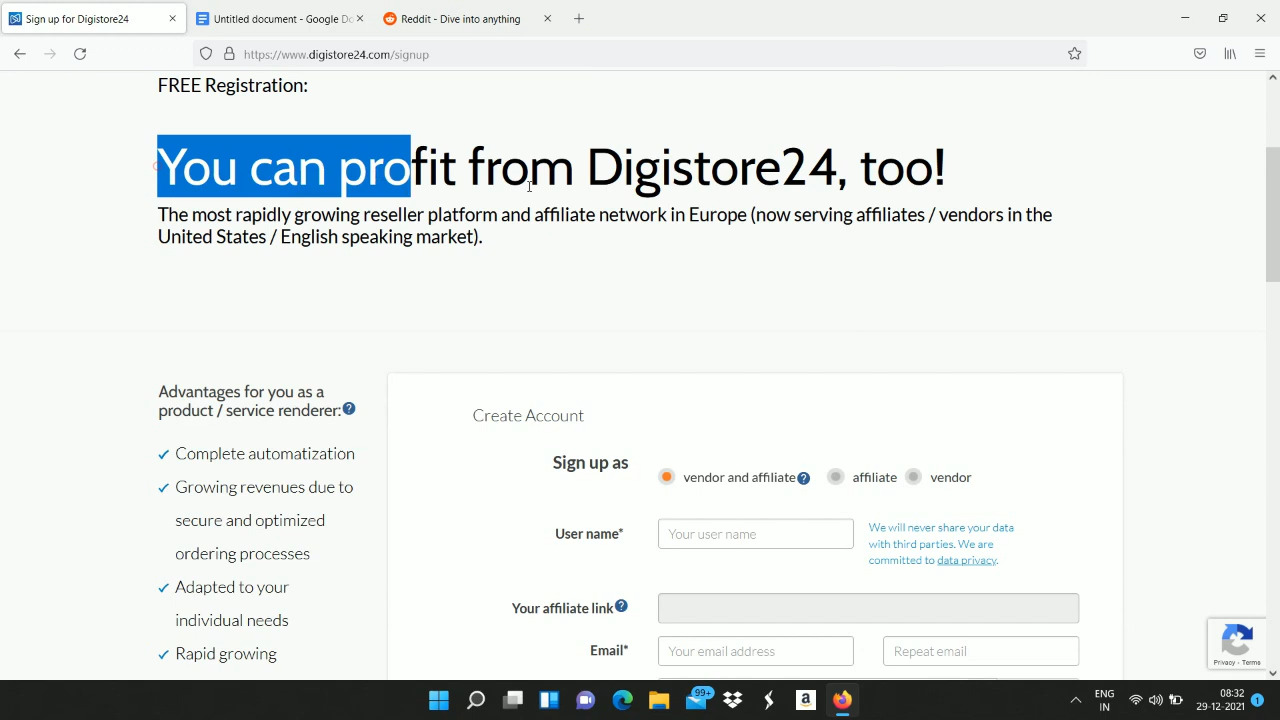 Sign up for Digistore24
Untitled document - Google Do
Reddit - Dive into anything
https://www.digistore24.com/signup
FREE Registration:
You can profit from Digistore24, too!
The most rapidly growing reseller platform and affiliate network in Europe (now serving affiliates / vendors in the
United States / English speaking market).
Advantages for you as a
product / service renderer:
Complete automatization
Growing revenues due to
secure and optimized
ordering processes
Adapted to your
individual needs
Rapid growing
Create Account
Sign up as
vendor and affiliate
affiliate
vendor
User name*
Your user name
We will never share your data
with third parties. We are
committed to data privacy.
Your affiliate link
Email*
Your email address
Repeat email
Privacy - Terms
99+
ENG
IN
08:32
29-12-2021
1